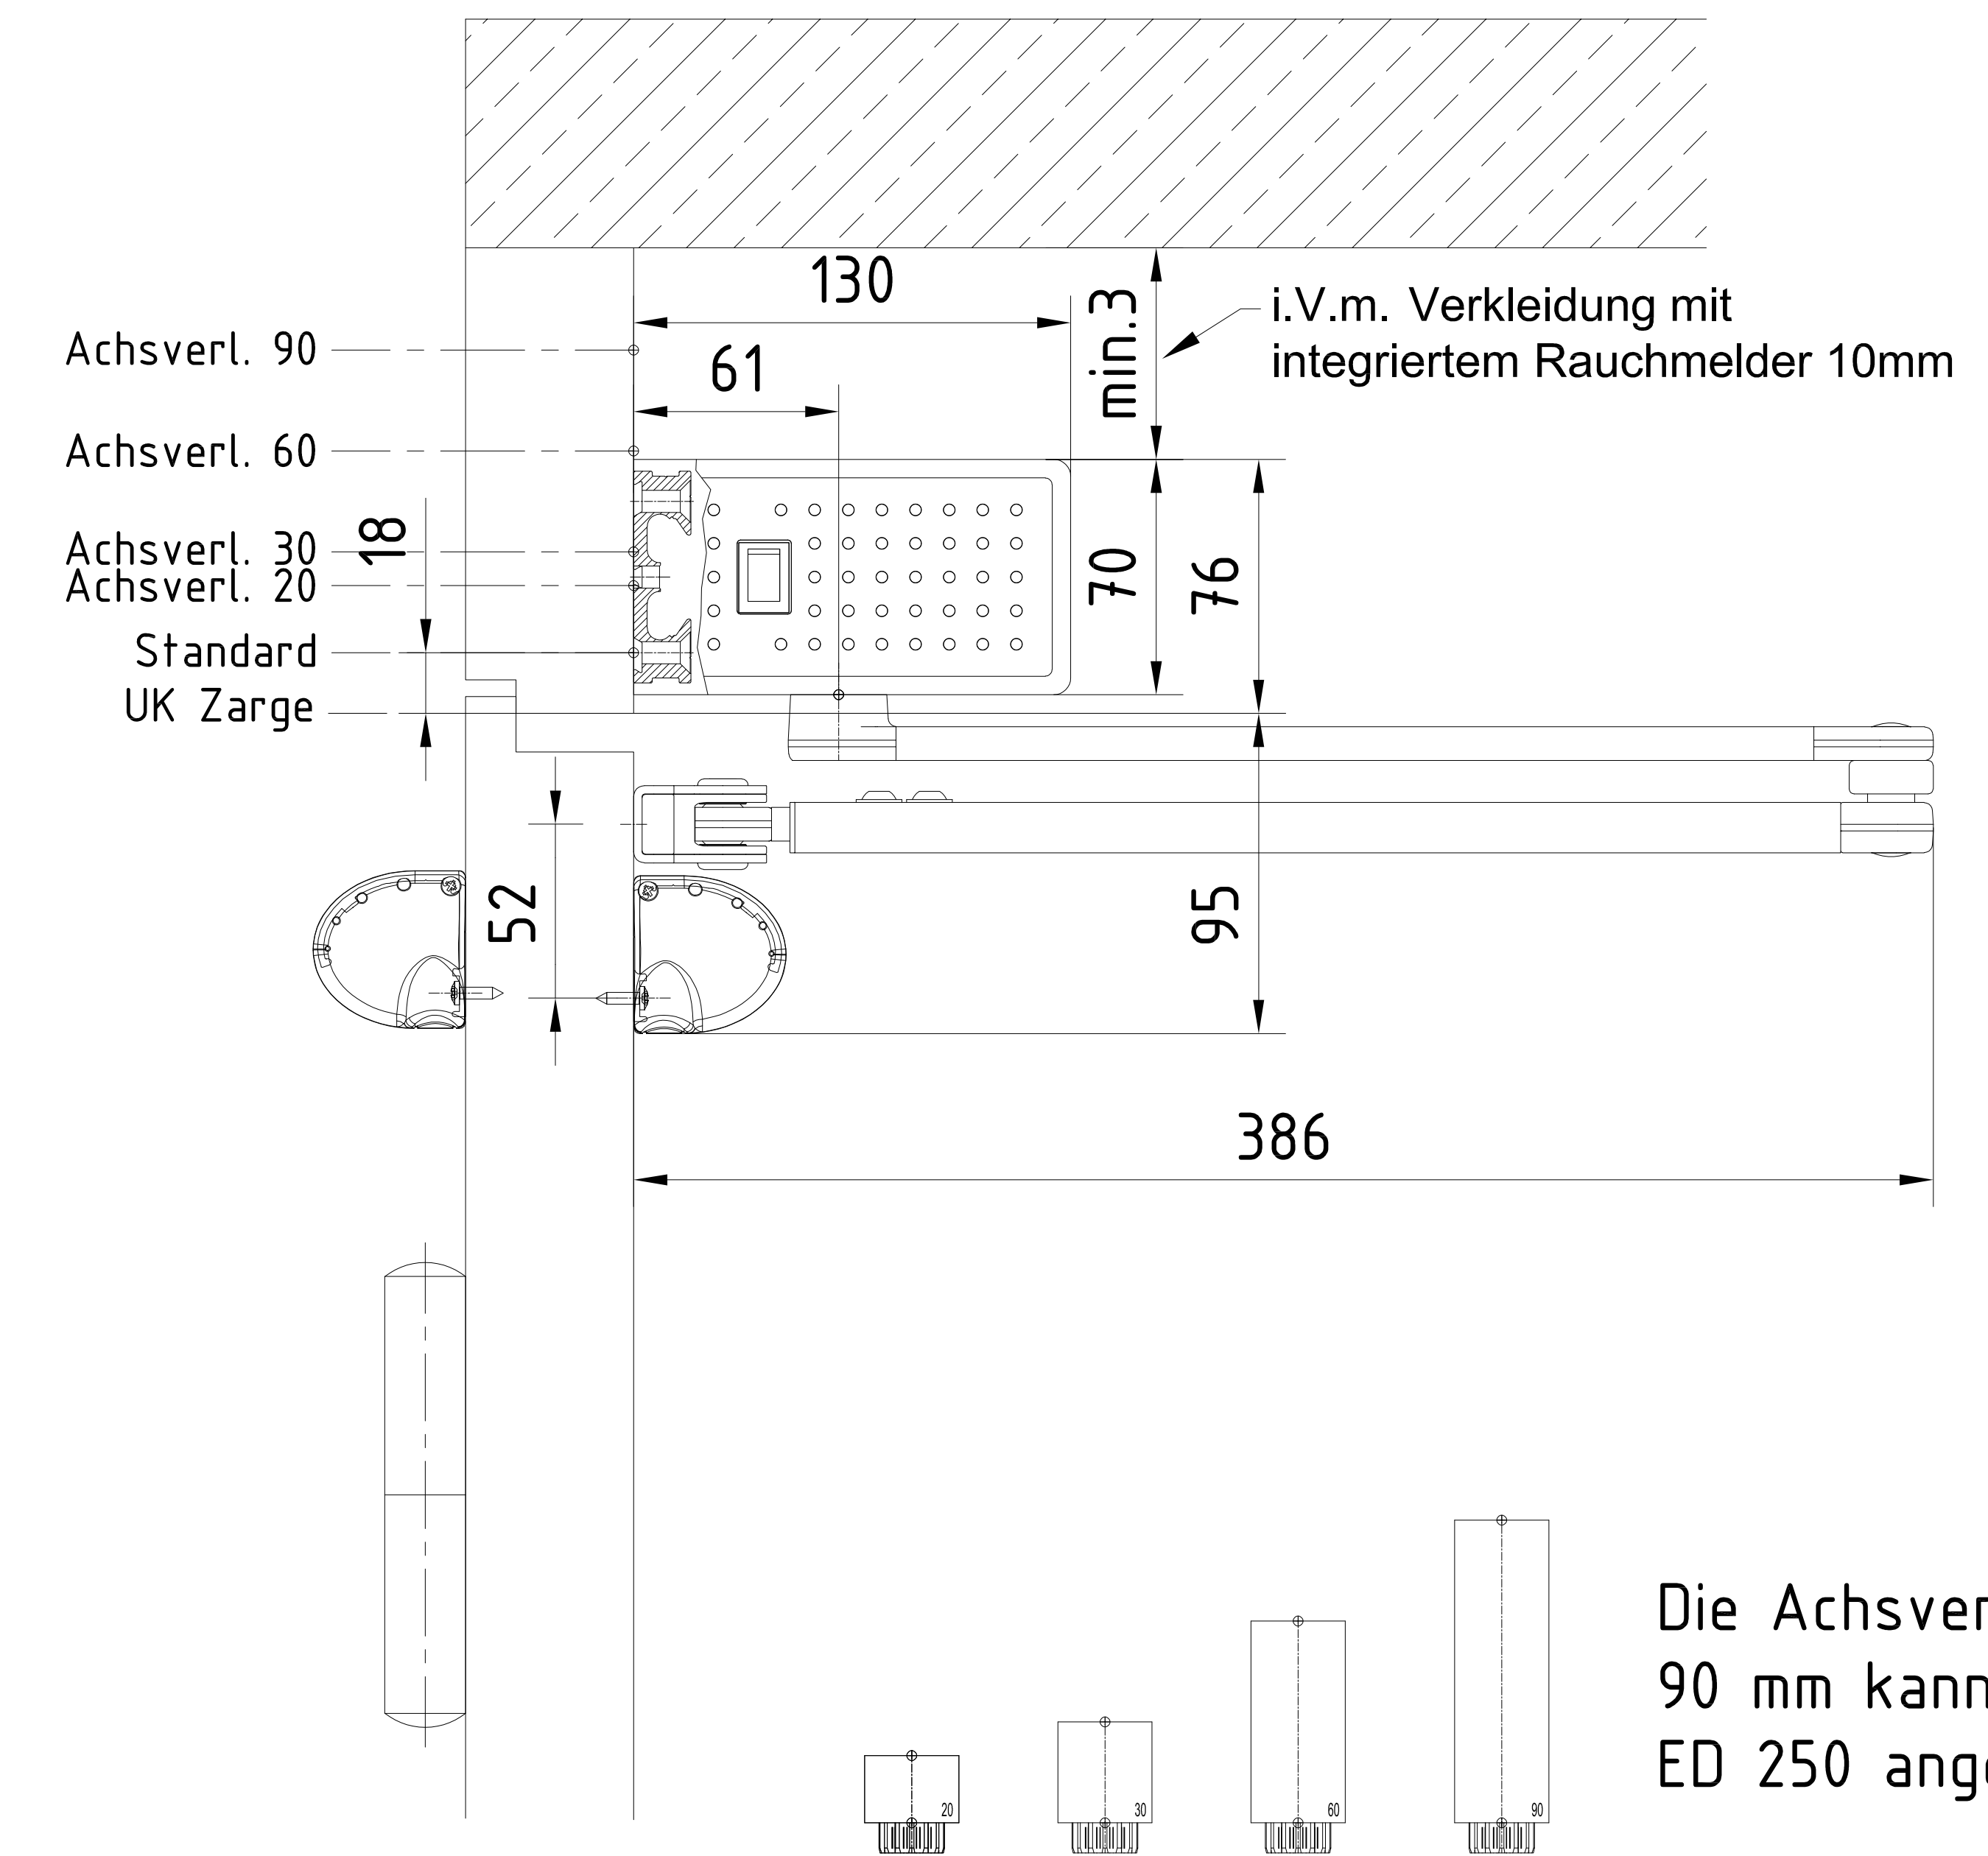 130
61
min.3
i.V.m. Verkleidung mit
integriertem Rauchmelder 10mm
Achsverl. 90
Achsverl. 60
Achsverl. 30
Achsverl. 20
Standard
UK Zarge
18
70
76
52
95
386
Die Achsver
90 mm kann
ED 250 ang
20
30
60
90